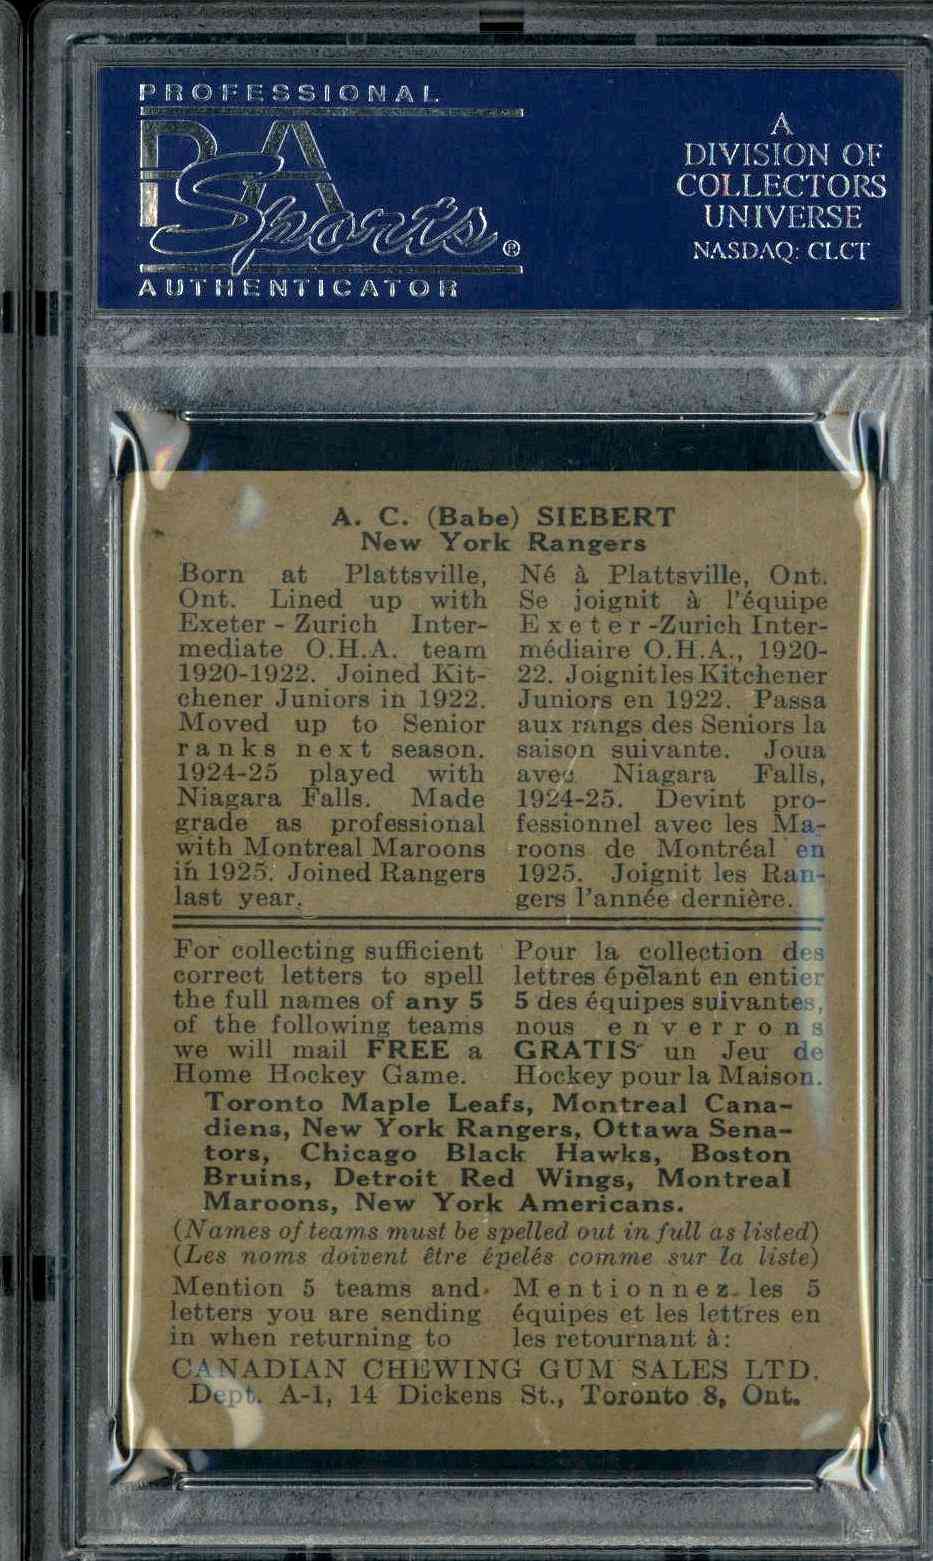 PROFESSIONAL
PSA
Sports®
AUTHENTICATOR
A
DIVISION OF
COLLECTORS
UNIVERSE
NASDAQ: CLCT
A. C. (Babe) SIEBERT
New York Rangers
Born at Plattsville,
Ont. Lined up with
Exeter - Zurich Inter-
mediate O.H.A. team
1920-1922. Joined Kit-
chener Juniors in 1922.
Moved up to Senior
ranks next season.
1924-25 played with
Niagara Falls. Made
grade as professional
with Montreal Maroons
in 1925. Joined Rangers
last year.
Né à Plattsville, Ont.
Se joignit à l'équipe
Exeter-Zurich Inter-
médiaire O.H.A., 1920-
22. Joignit les Kitchener
Juniors en 1922. Passa
aux rangs des Seniors la
saison suivante. Joua
avec Niagara Falls,
1924-25. Devint pro-
fessionnel avec les Ma-
roons de Montréal en
1925. Joignit les Ran-
gers l'année dernière.
For collecting sufficient
correct letters to spell
the full names of any 5
of the following teams
we will mail FREE a
Home Hockey Game.
Pour la collection des
lettres épelant en entier
5 des équipes suivantes,
nous enverrons
GRATIS un Jeu de
Hockey pour la Maison.
Toronto Maple Leafs, Montreal Cana-
diens, New York Rangers, Ottawa Sena-
tors, Chicago Black Hawks, Boston
Bruins, Detroit Red Wings, Montreal
Maroons, New York Americans.
(Names of teams must be spelled out in full as listed)
(Les noms doivent être épelés comme sur la liste)
Mention 5 teams and
letters you are sending
in when returning to
Mentionnez les 5
équipes et les lettres en
les retournant à:
CANADIAN CHEWING GUM SALES LTD.
Dept. A-1, 14 Dickens St., Toronto 8, Ont.